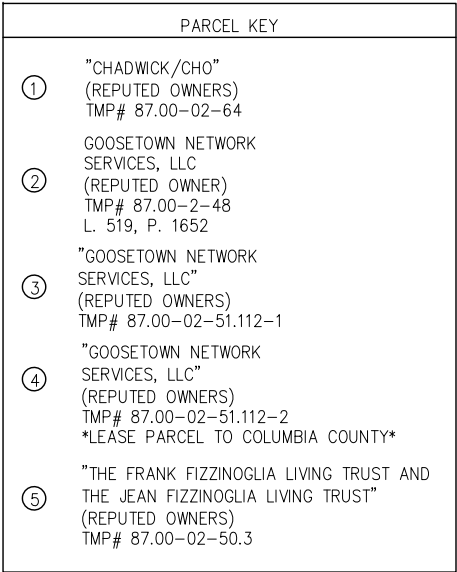 PARCEL KEY
1
"CHADWICK/CHO"
(REPUTED OWNERS)
TMP# 87.00-02-64
2
GOOSETOWN NETWORK
SERVICES, LLC
(REPUTED OWNER)
TMP# 87.00-2-48
L. 519, P. 1652
3
"GOOSETOWN NETWORK
SERVICES, LLC"
(REPUTED OWNERS)
TMP# 87.00-02-51.112-1
4
"GOOSETOWN NETWORK
SERVICES, LLC"
(REPUTED OWNERS)
TMP# 87.00-02-51.112-2
*LEASE PARCEL TO COLUMBIA COUNTY*
5
"THE FRANK FIZZINOGLIA LIVING TRUST AND
THE JEAN FIZZINOGLIA LIVING TRUST"
(REPUTED OWNERS)
TMP# 87.00-02-50.3